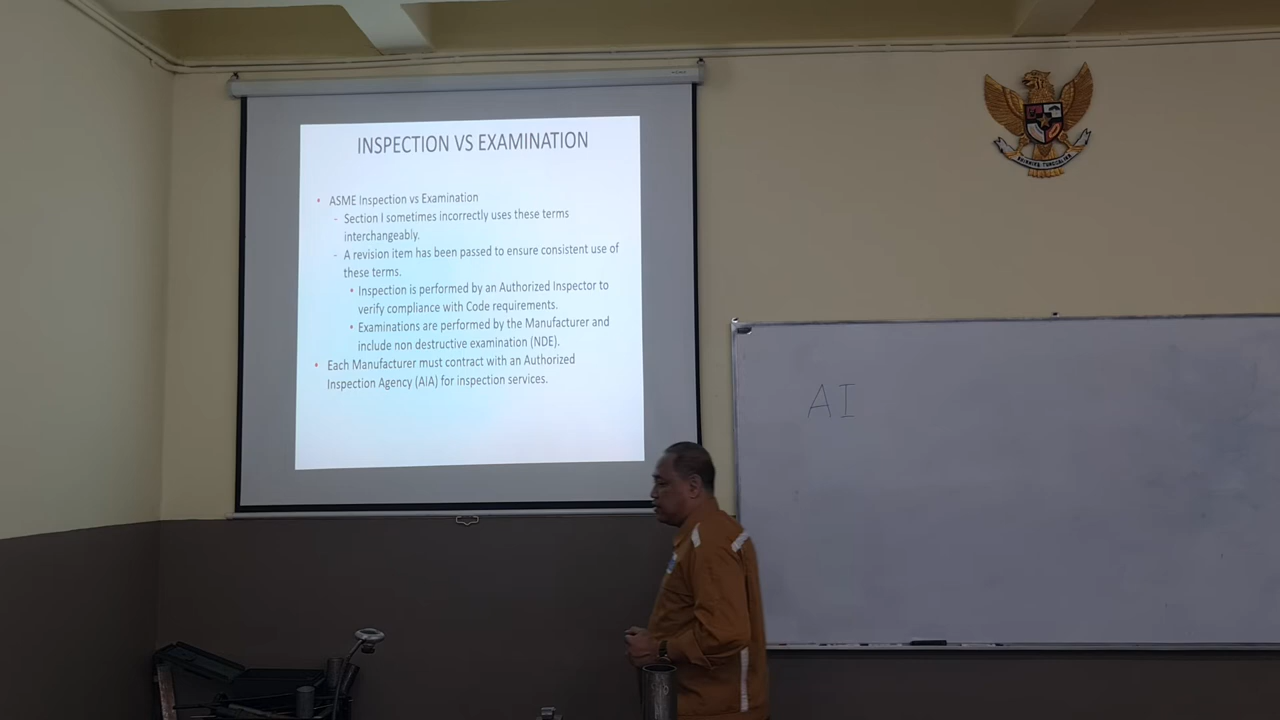 INSPECTION VS EXAMINATION
• ASME Inspection vs Examination
- Section I sometimes incorrectly uses these terms
interchangeably.
- A revision item has been passed to ensure consistent use of
these terms.
• Inspection is performed by an Authorized Inspector to
verify compliance with Code requirements.
• Examinations are performed by the Manufacturer and
include non destructive examination (NDE).
• Each Manufacturer must contract with an Authorized
Inspection Agency (AIA) for inspection services.
BHINNEKA TUNGGAL IKA
AI